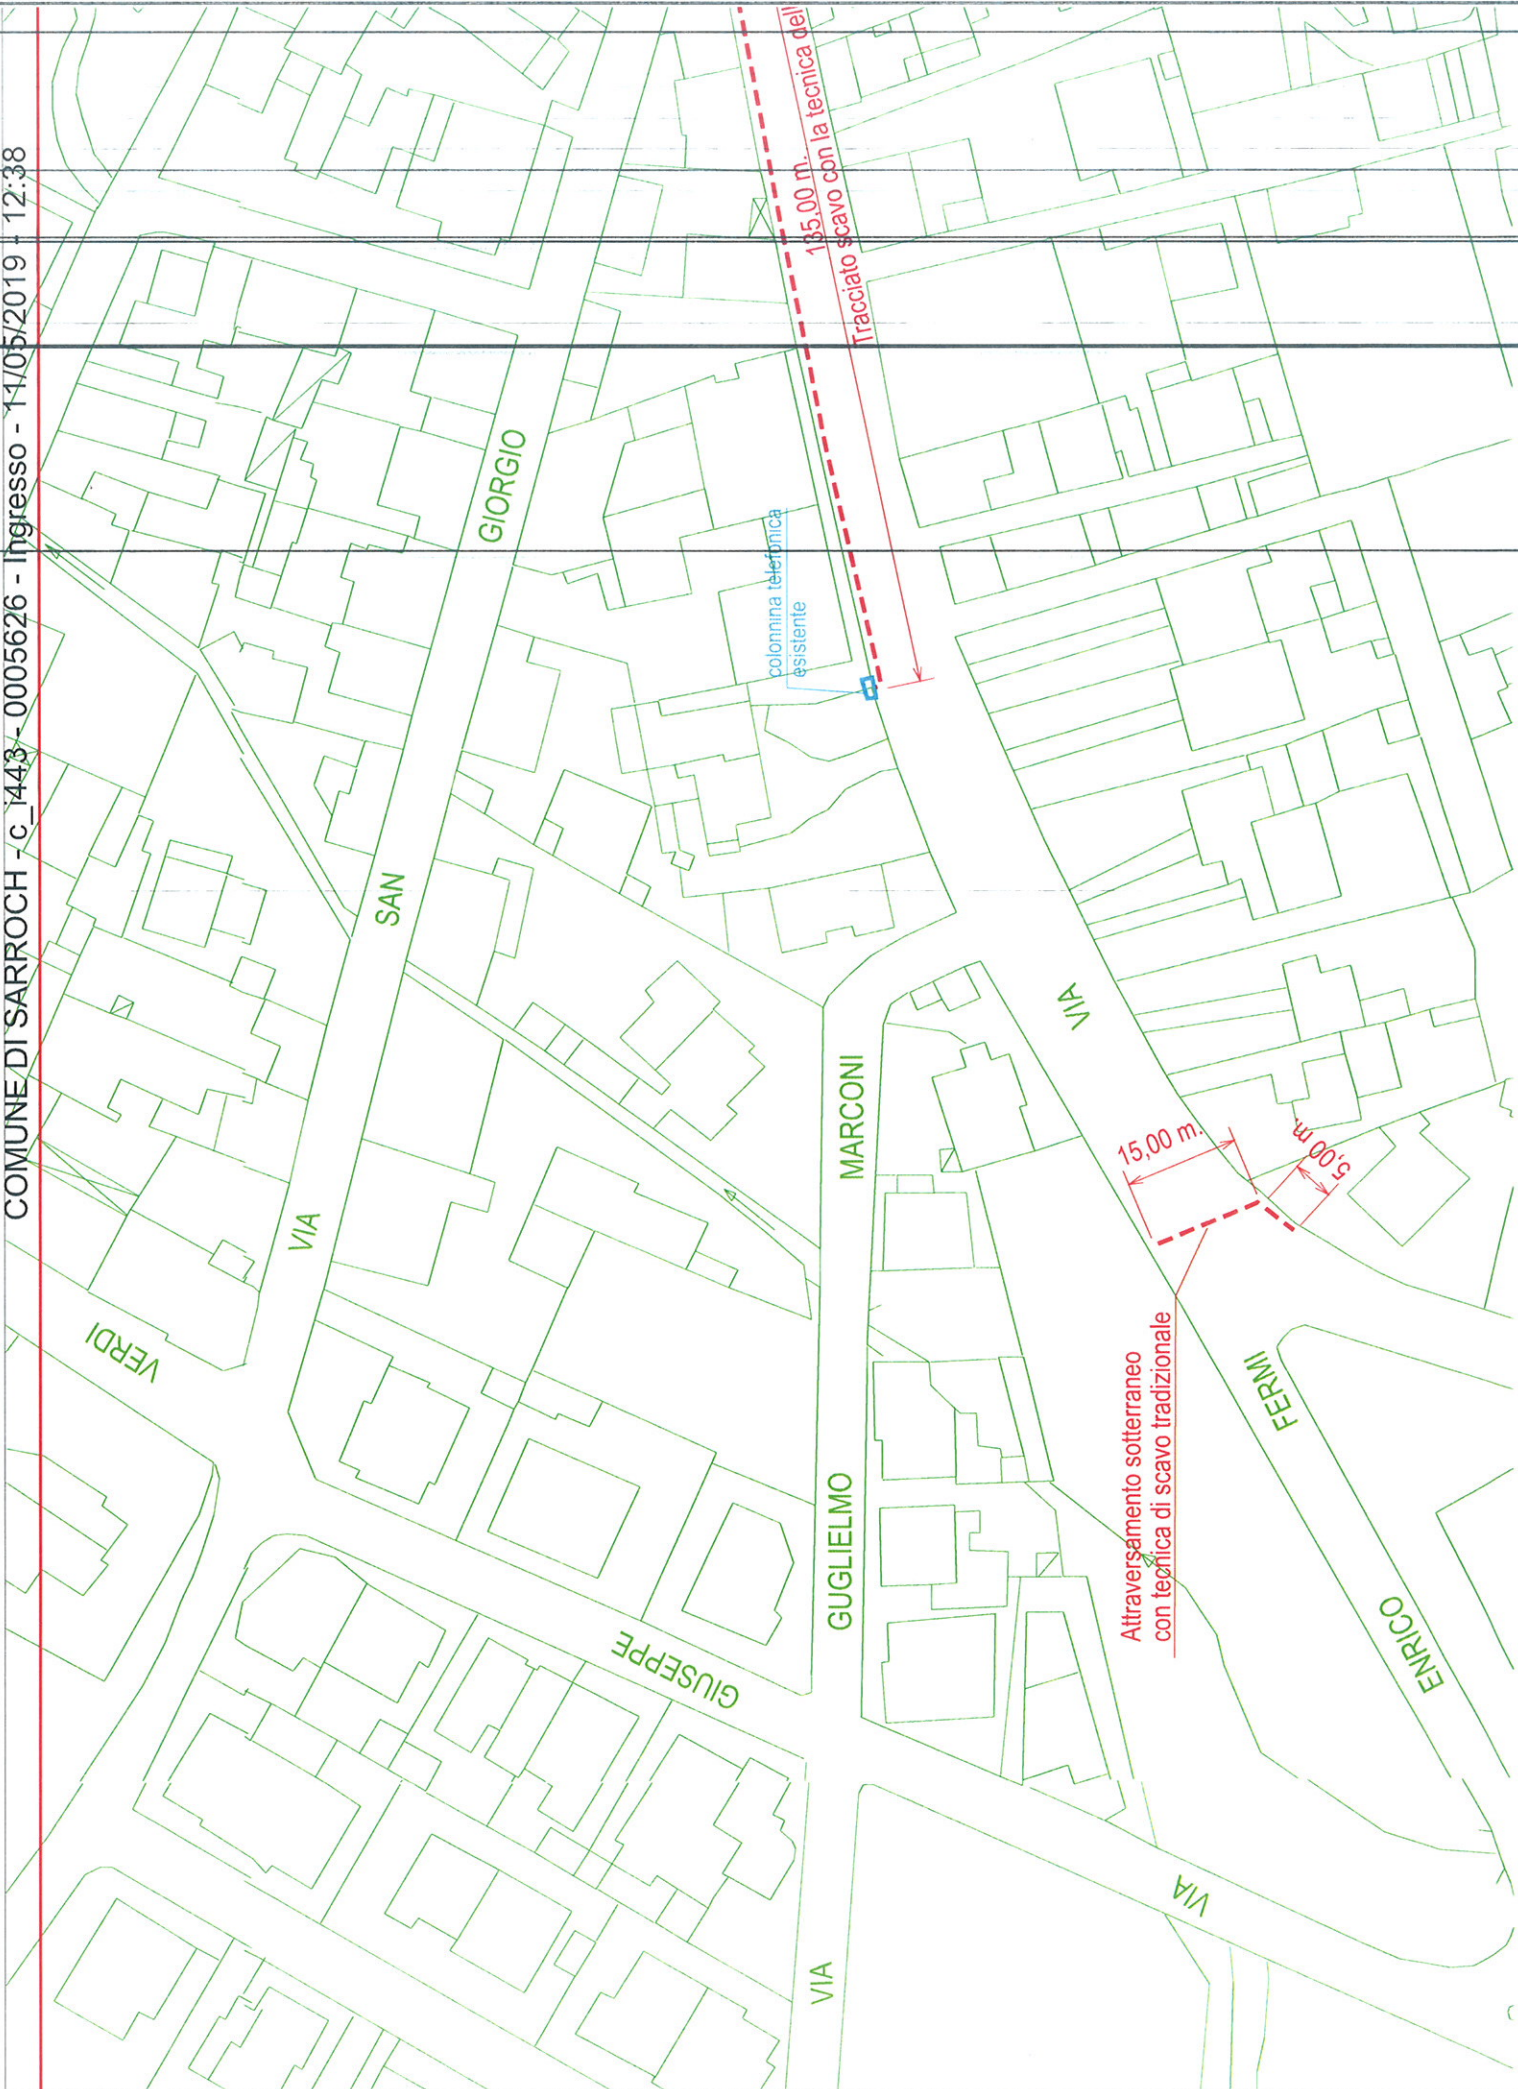 COMUNE DI SARROCH - c_i443 - 0005626 - Ingresso - 11/05/2019 - 12:38
135,00 m.
Tracciato scavo con la tecnica dell
colonnina telefonica
esistente
VIA SAN GIORGIO
VIA GUGLIELMO MARCONI
VIA GIUSEPPE VERDI
VIA ENRICO FERMI
15,00 m.
5,00 m.
Attraversamento sotterraneo
con tecnica di scavo tradizionale